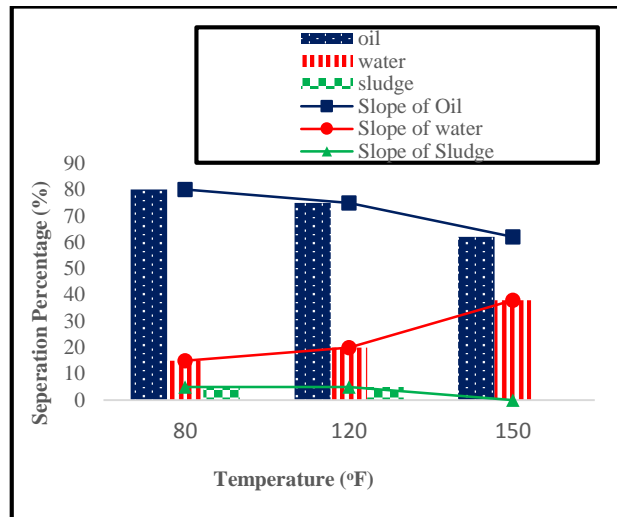 oil
water
sludge
Slope of Oil
Slope of water
Slope of Sludge
90
80
70
60
50
40
30
20
10
0
Seperation Percentage (%)
80 120 150
Temperature (ºF)